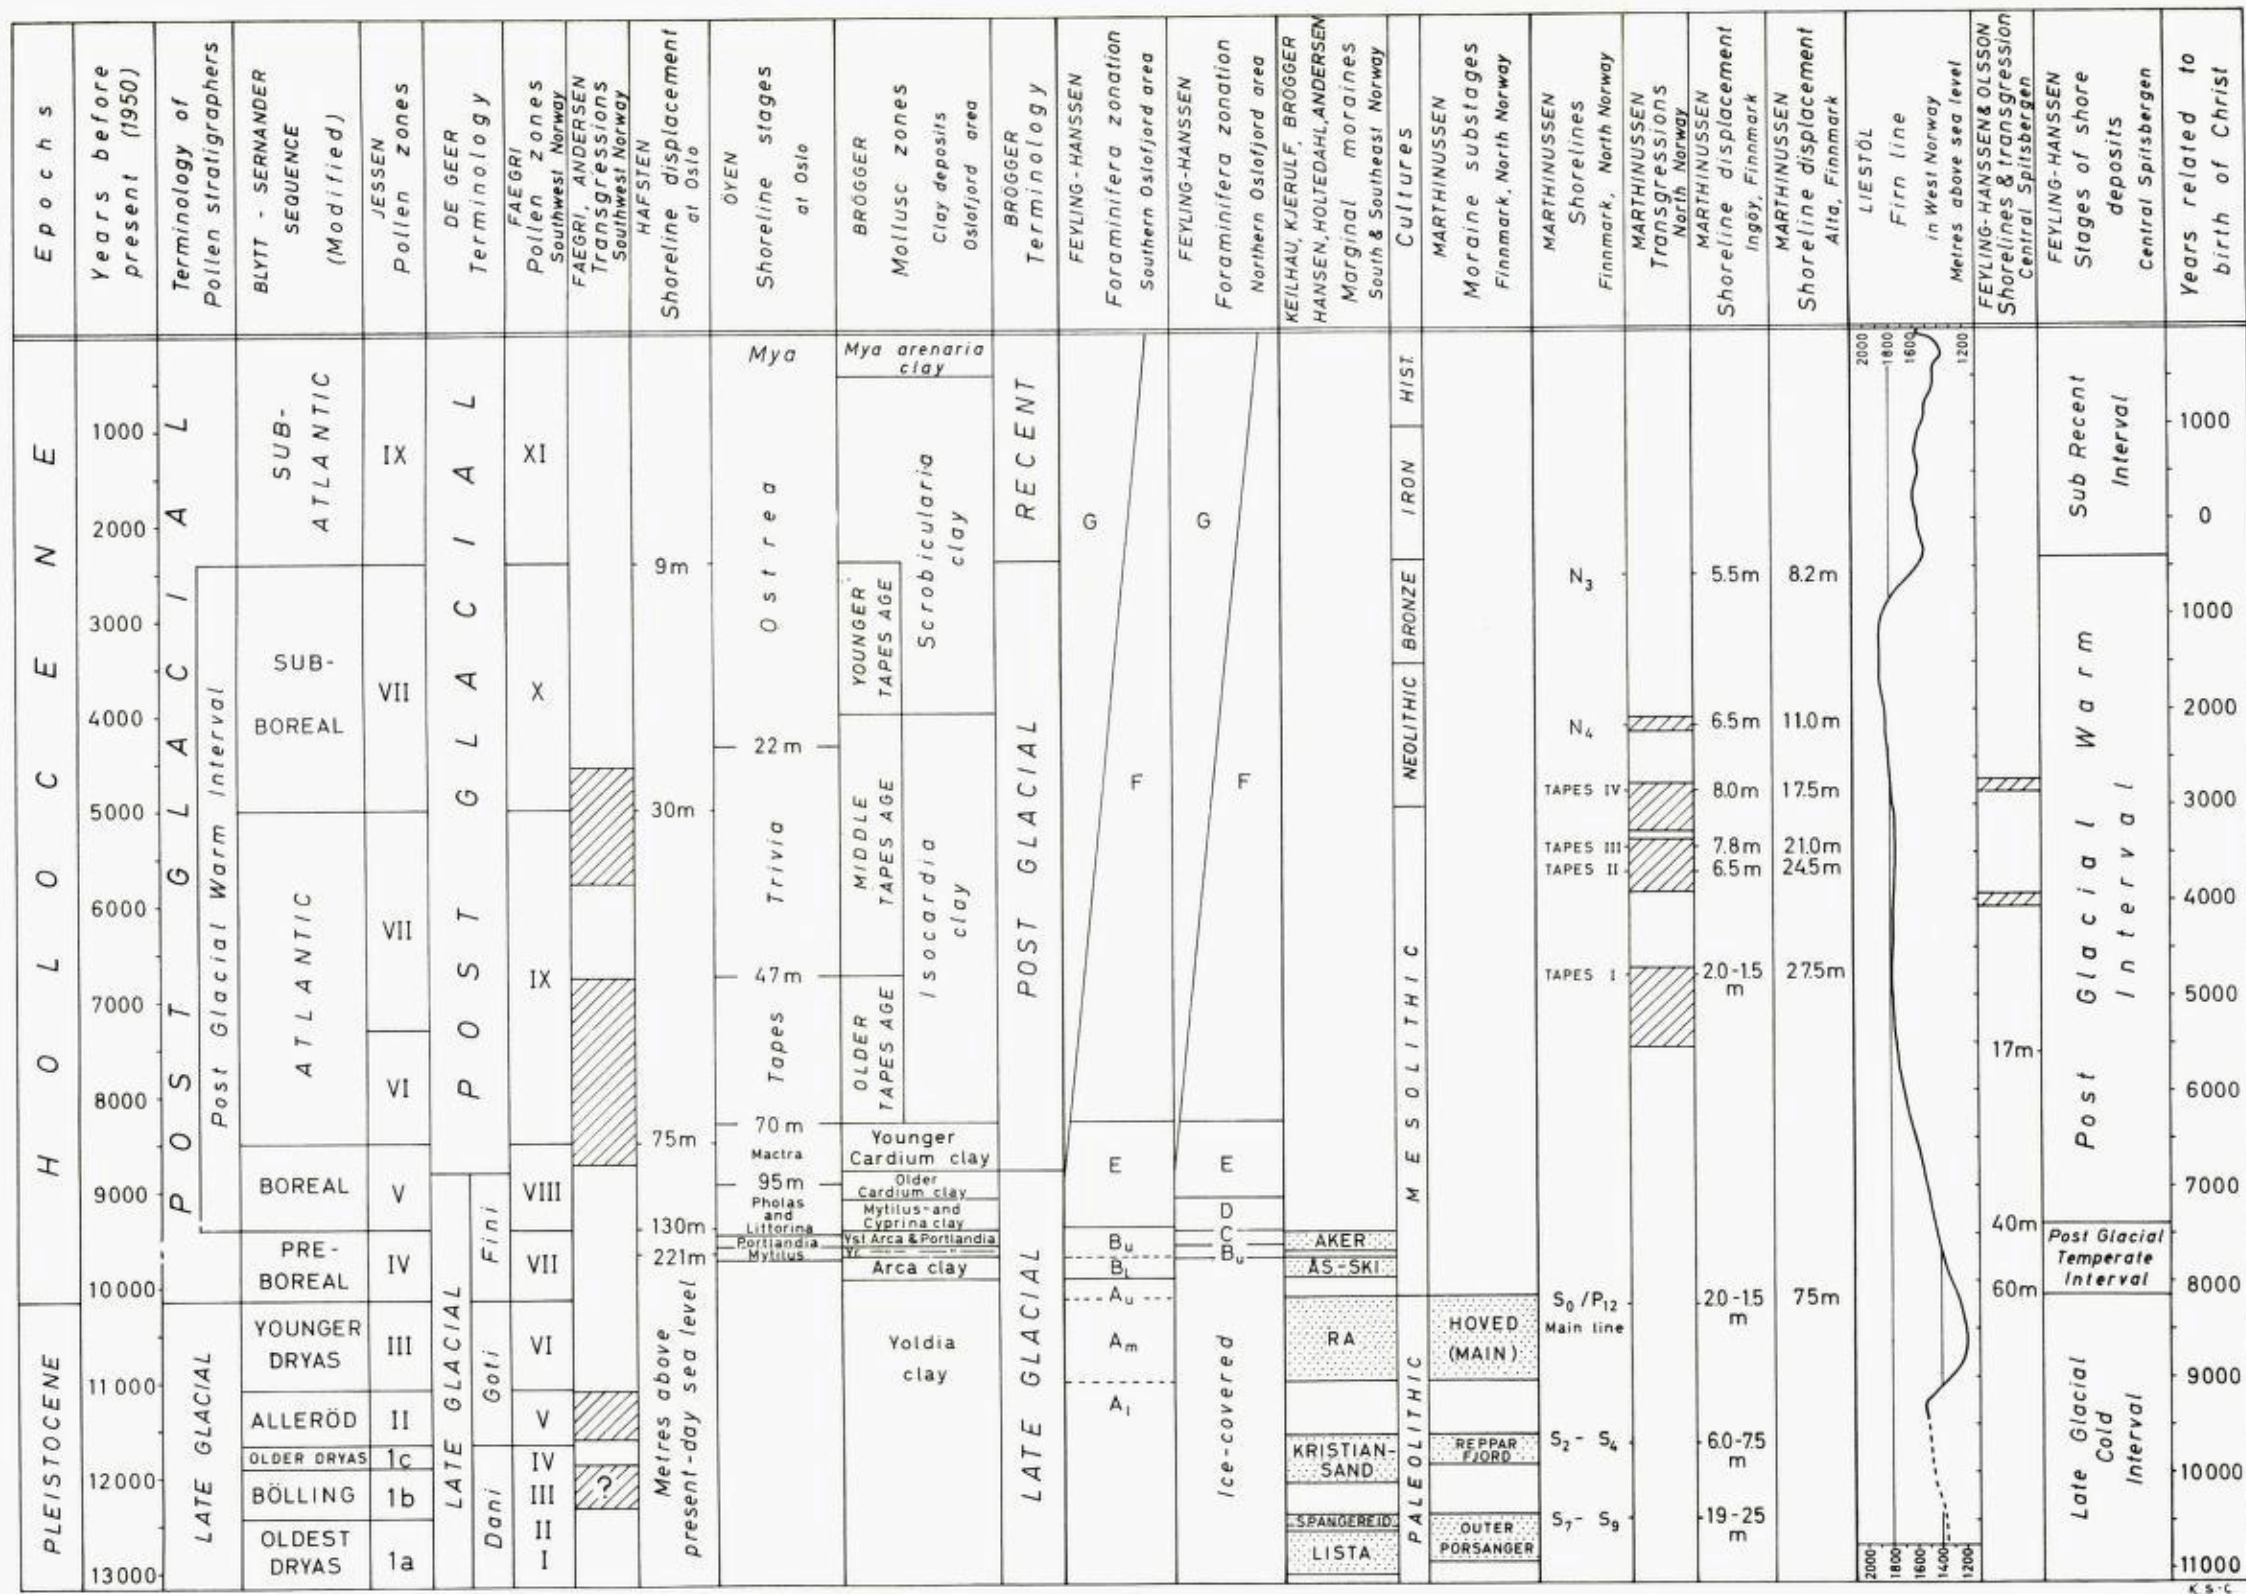 Epochs
Years before
present (1950)
Terminology of
Pollen stratigraphers
BLYTT - SERNANDER
SEQUENCE
(Modified)
JESSEN
Pollen zones
DE GEER
Terminology
FAEGRI
Pollen zones
Southwest Norway
FAEGRI, ANDERSEN
Transgressions
Southwest Norway
HAFSTEN
Shoreline displacement
at Oslo
ÖYEN
Shoreline stages
at Oslo
BRÖGGER
Mollusc zones
Clay deposits
Oslofjord area
BRÖGGER
Terminology
FEYLING-HANSSEN
Foraminifera zonation
Southern Oslofjord area
FEYLING-HANSSEN
Foraminifera zonation
Northern Oslofjord area
KEILHAU, KJERULF, BRÖGGER
HANSEN, HOLTEDAHL, ANDERSEN
Marginal moraines
South & Southeast Norway
Cultures
MARTHINUSSEN
Moraine substages
Finnmark, North Norway
MARTHINUSSEN
Shorelines
Finnmark, North Norway
MARTHINUSSEN
Transgressions
North Norway
MARTHINUSSEN
Shoreline displacement
Ingöy, Finnmark
MARTHINUSSEN
Shoreline displacement
Alta, Finnmark
LIESTÖL
Firn line
in West Norway
Metres above sea level
FEYLING-HANSSEN & OLSSON
Shorelines & transgression
Central Spitsbergen
FEYLING-HANSSEN
Stages of shore
deposits
Central Spitsbergen
Years related to
birth of Christ
HOLOCENE
PLEISTOCENE
1000
2000
3000
4000
5000
6000
7000
8000
9000
10000
11000
12000
13000
POST GLACIAL
LATE GLACIAL
Post Glacial Warm Interval
SUB-
ATLANTIC
SUB-
BOREAL
ATLANTIC
BOREAL
PRE-
BOREAL
YOUNGER
DRYAS
ALLERÖD
OLDER DRYAS
BÖLLING
OLDEST
DRYAS
IX
VII
VII
VI
V
IV
III
II
1c
1b
1a
POST GLACIAL
LATE GLACIAL
Fini
Goti
Dani
XI
X
IX
VIII
VII
VI
V
IV
III
II
I
?
9m
30m
75m
130m
221m
Metres above
present-day sea level
Mya
Ostrea
22 m
Trivia
47 m
Tapes
70 m
Mactra
95m
Pholas
and
Littorina
Portlandia
Mytilus
Mya arenaria
clay
Scrobicularia
clay
YOUNGER
TAPES AGE
MIDDLE
TAPES AGE
OLDER
TAPES AGE
Isocardia
clay
Younger
Cardium clay
Older
Cardium clay
Mytilus- and
Cyprina clay
Yst Arca & Portlandia
Yr. — „ —
Arca clay
Yoldia
clay
RECENT
POST GLACIAL
LATE GLACIAL
G
F
E
Bu
BL
Au
Am
Al
G
F
E
D
C
Bu
Ice-covered
AKER
ÅS-SKI
RA
KRISTIAN-
SAND
SPANGEREID
LISTA
HIST.
IRON
BRONZE
NEOLITHIC
MESOLITHIC
PALEOLITHIC
HOVED
(MAIN)
REPPAR
FJORD
OUTER
PORSANGER
N3
N4
TAPES IV
TAPES III
TAPES II
TAPES I
S0 / P12
Main line
S2 - S4
S7 - S9
5.5m
6.5m
8.0m
7.8m
6.5m
2.0-1.5
m
2.0-1.5
m
6.0-7.5
m
19-25
m
8.2 m
11.0 m
17.5m
21.0m
24.5m
27.5m
75m
2000
1800
1600
1200
2000
1800
1600
1400
1200
17m
40m
60m
Sub Recent
Interval
Post Glacial Warm
Interval
Post Glacial
Temperate
Interval
Late Glacial
Cold
Interval
1000
0
1000
2000
3000
4000
5000
6000
7000
8000
9000
10000
11000
K.S-C